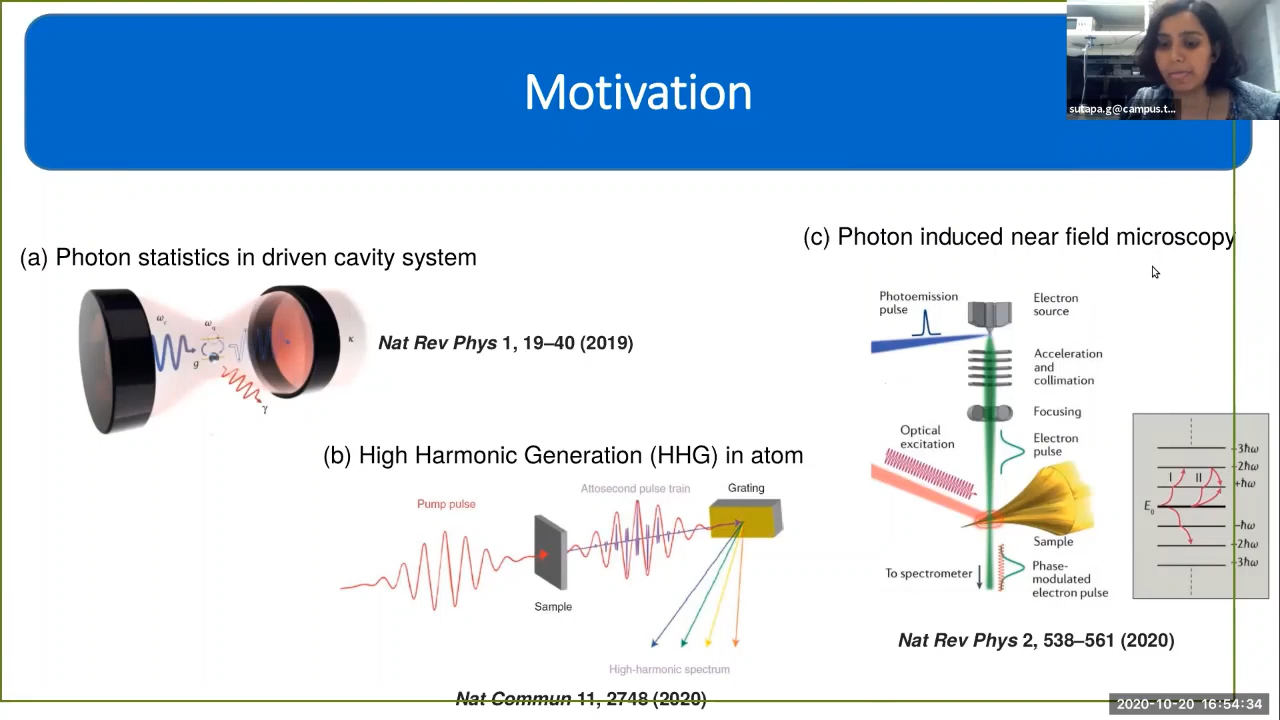 Motivation
sutapa.g@campus.t...
(a) Photon statistics in driven cavity system
ω_c
ω_q
g
κ
γ
Nat Rev Phys 1, 19–40 (2019)
(b) High Harmonic Generation (HHG) in atom
Pump pulse
Attosecond pulse train
Grating
Sample
High-harmonic spectrum
Nat Commun 11, 2748 (2020)
(c) Photon induced near field microscopy
Photoemission
pulse
Electron
source
Acceleration
and
collimation
Focusing
Optical
excitation
Electron
pulse
Sample
To spectrometer
Phase-
modulated
electron pulse
I
II
E₀
3ħω
2ħω
+ħω
-ħω
2ħω
3ħω
Nat Rev Phys 2, 538–561 (2020)
2020-10-20 16:54:34